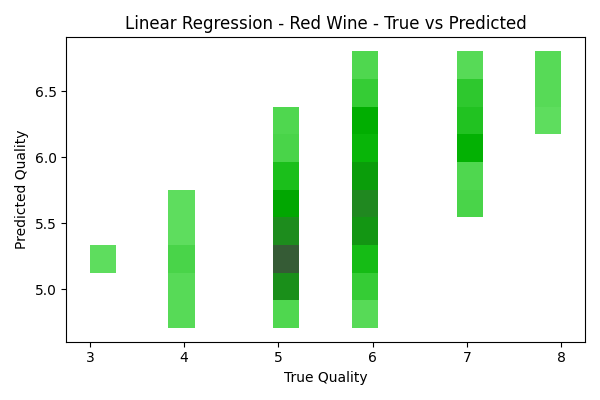 Linear Regression - Red Wine - True vs Predicted
Predicted Quality
6.5
6.0
5.5
5.0
3 4 5 6 7 8
True Quality